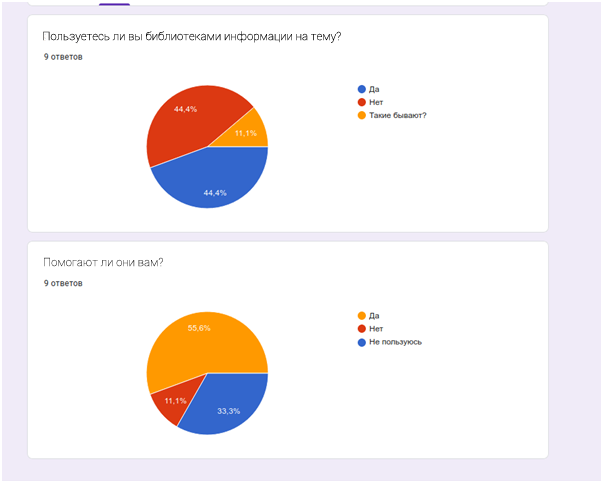 Пользуетесь ли вы библиотеками информации на тему?
9 ответов
44,4%
11,1%
44,4%
Да
Нет
Такие бывают?
Помогают ли они вам?
9 ответов
55,6%
11,1%
33,3%
Да
Нет
Не пользуюсь